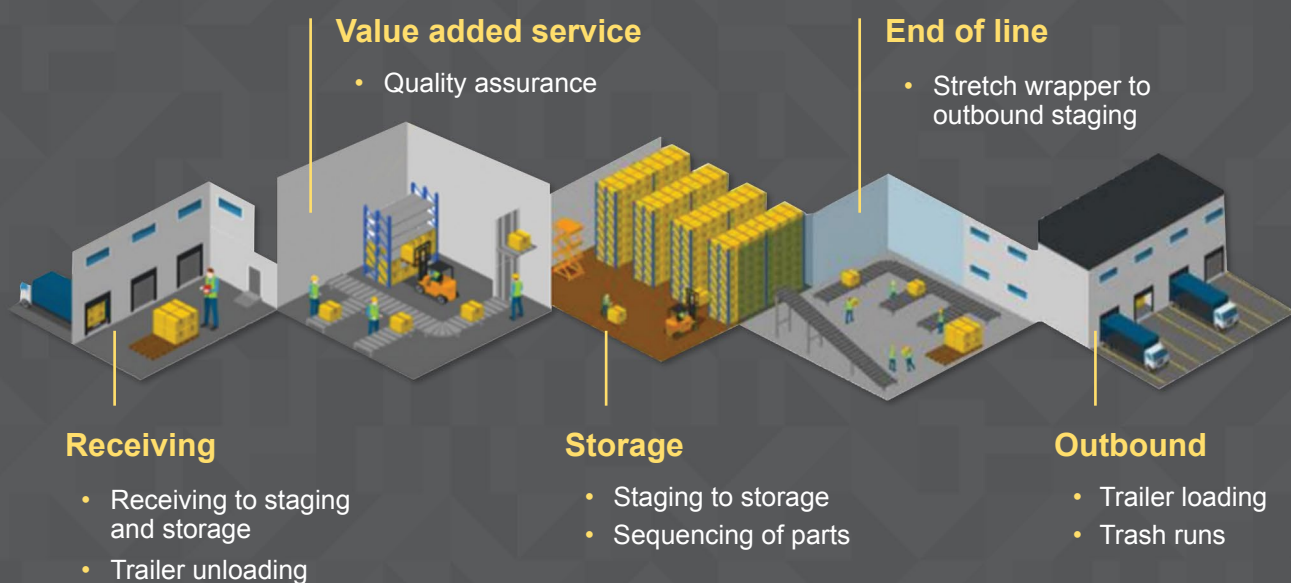 Value added service
• Quality assurance
End of line
• Stretch wrapper to
outbound staging
Receiving
• Receiving to staging
and storage
• Trailer unloading
Storage
• Staging to storage
• Sequencing of parts
Outbound
• Trailer loading
• Trash runs